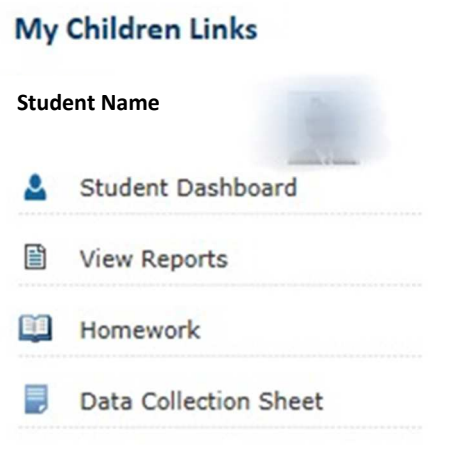 My Children Links
Student Name
Student Dashboard
View Reports
Homework
Data Collection Sheet